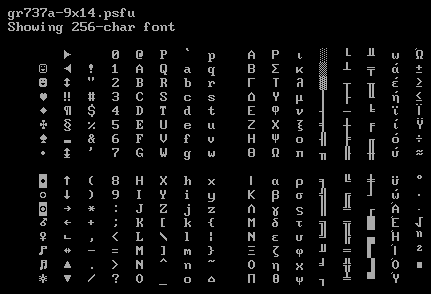 gr737a-9x14.psfu
Showing 256-char font
► 0 @ P ` p Α Ρ ι ░ └ ╨ ω Ώ
☺ ◄ ! 1 A Q a q Β Σ κ ▒ ┴ ╤ ά ±
☻ ↕ " 2 B R b r Γ Τ λ ▓ ┬ ╥ έ ≥
♥ ‼ # 3 C S c s Δ Υ μ │ ├ ╙ ή ≤
♦ ¶ $ 4 D T d t Ε Φ ν ┤ ─ ╘ ϊ Ϊ
♣ § % 5 E U e u Ζ Χ ξ ╡ ┼ ╒ ί Ϋ
♠ ▬ & 6 F V f v Η Ψ ο ╢ ╞ ╓ ό ÷
• ↨ ' 7 G W g w Θ Ω π ╖ ╟ ╫ ύ ≈
◘ ↑ ( 8 H X h x Ι α ρ ╕ ╚ ╪ ϋ °
○ ↓ ) 9 I Y i y Κ β σ ╣ ╔ ┘ ώ ∙
◙ → * : J Z j z Λ γ ς ║ ╩ ┌ Ά ·
♂ ← + ; K [ k { Μ δ τ ╗ ╦ █ Έ √
♀ ∟ , < L \ l | Ν ε υ ╝ ╠ ▄ Ή ⁿ
♪ ↔ - = M ] m } Ξ ζ φ ╜ ═ ▌ Ί ²
♫ ▲ . > N ^ n ~ Ο η χ ╛ ╬ ▐ Ό ■
☼ ▼ / ? O _ o ⌂ Π θ ψ ┐ ╧ ▀ Ύ